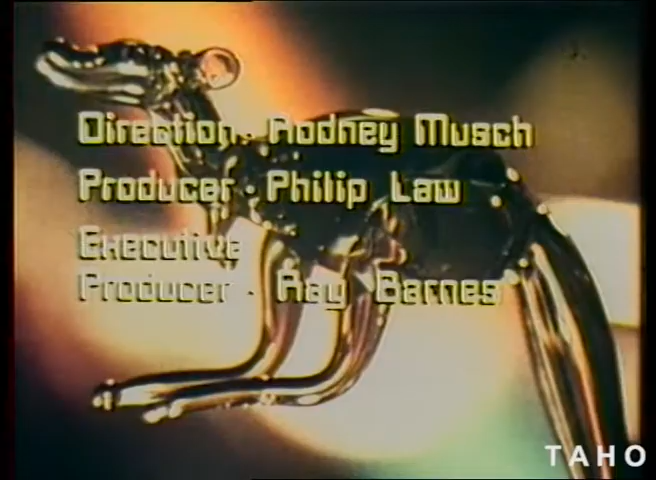 Direction · Rodney Musch
Producer · Philip Law
Executive
Producer · Ray Barnes
TAHO